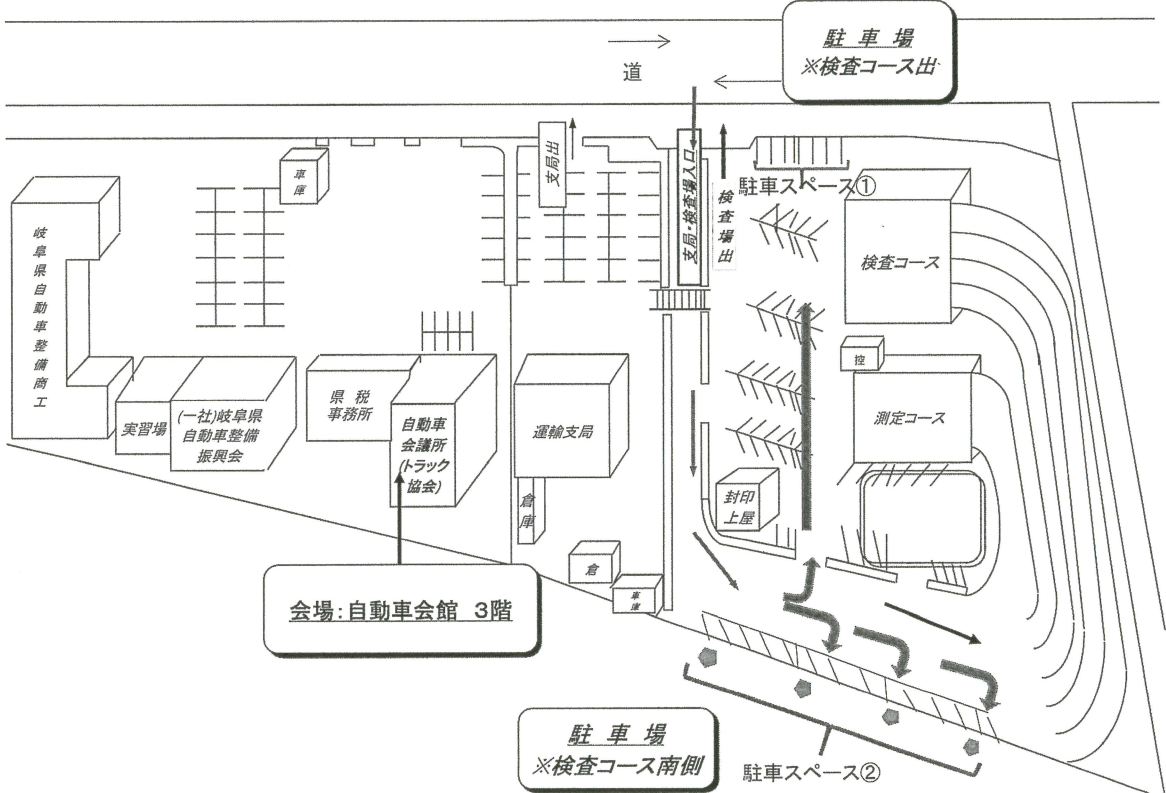 駐 車 場
※検査コース出
道
車
庫
支局出
支局・検査場入口
検査場出
駐車スペース①
岐阜県自動車整備商工
検査コース
控
県 税
事務所
実習場
(一社)岐阜県
自動車整備
振興会
自動車
会議所
(トラック
協会)
運輸支局
測定コース
倉庫
封印
上屋
倉
車
庫
会場:自動車会館 3階
駐 車 場
※検査コース南側
駐車スペース②